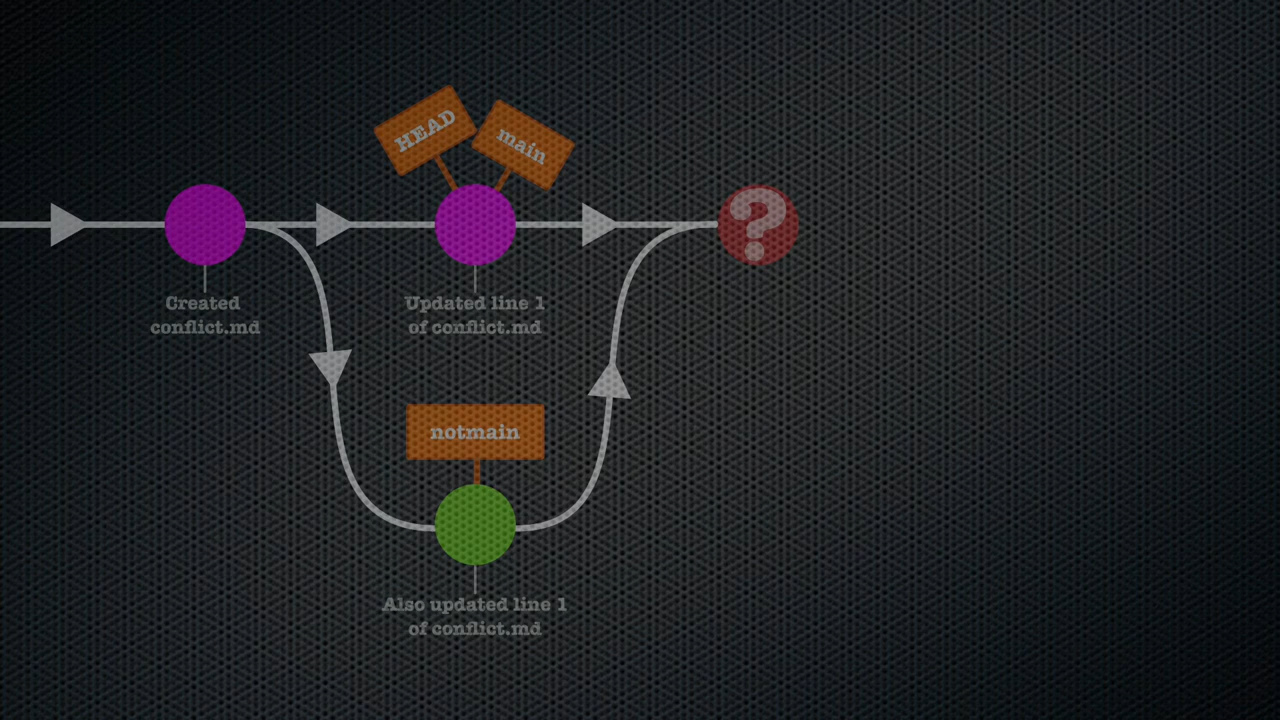 HEAD
main
?
Created
conflict.md
Updated line 1
of conflict.md
notmain
Also updated line 1
of conflict.md